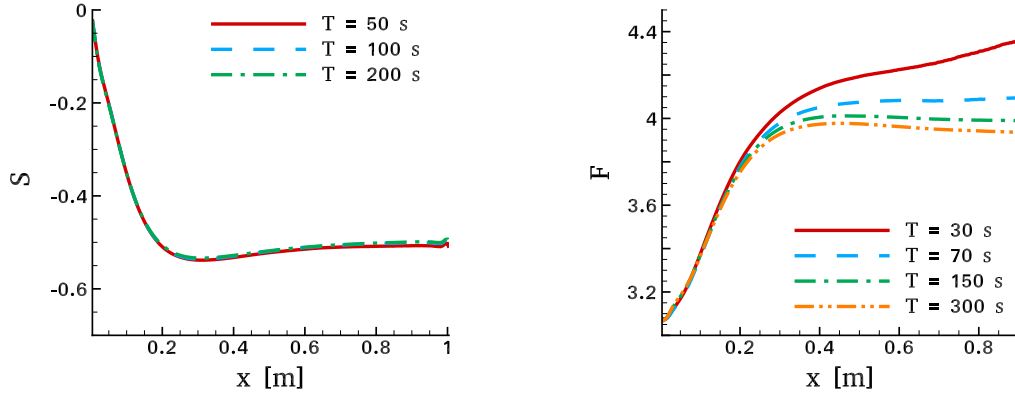 0
-0.2
-0.4
-0.6
S
T = 50 s
T = 100 s
T = 200 s
0.2
0.4
0.6
0.8
1
x [m]
4.4
4
3.6
3.2
F
T = 30 s
T = 70 s
T = 150 s
T = 300 s
0.2
0.4
0.6
0.8
x [m]